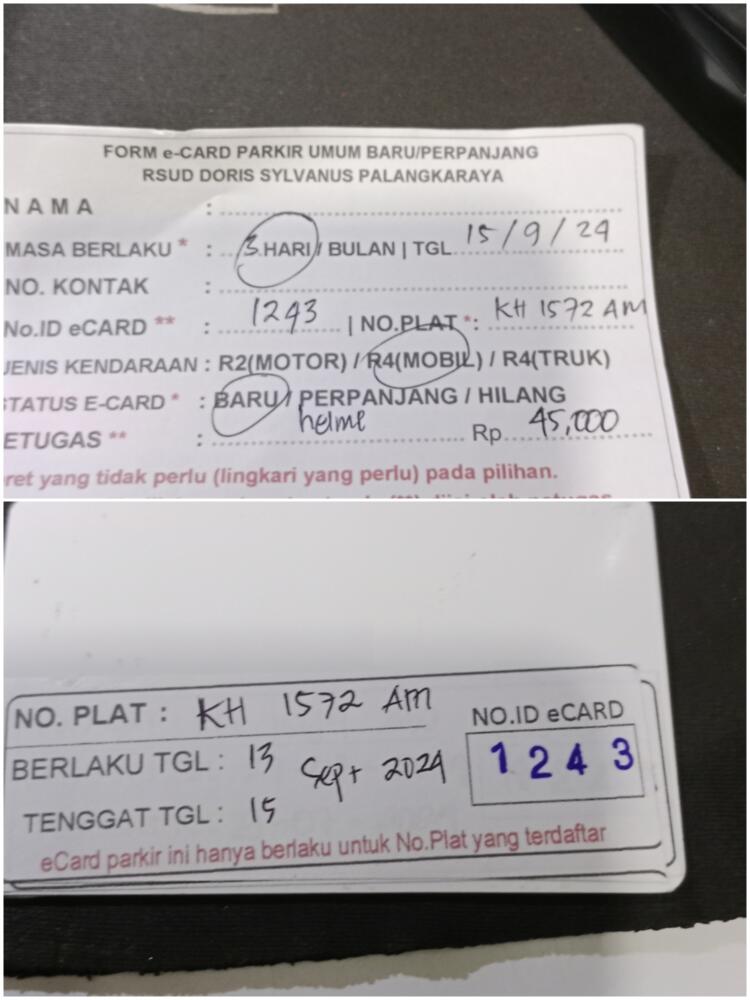 FORM e-CARD PARKIR UMUM BARU/PERPANJANG
RSUD DORIS SYLVANUS PALANGKARAYA
NAMA :
MASA BERLAKU * : 3 HARI / BULAN | TGL 15/9/24
NO. KONTAK :
No.ID eCARD ** : 1243 | NO.PLAT *: KH 1572 AM
JENIS KENDARAAN : R2(MOTOR) / R4(MOBIL) / R4(TRUK)
STATUS E-CARD * : BARU / PERPANJANG / HILANG
ETUGAS ** : helme Rp 45,000
ret yang tidak perlu (lingkari yang perlu) pada pilihan.
NO. PLAT : KH 1572 AM
NO.ID eCARD
1243
BERLAKU TGL : 13 Sept 2024
TENGGAT TGL : 15
eCard parkir ini hanya berlaku untuk No.Plat yang terdaftar